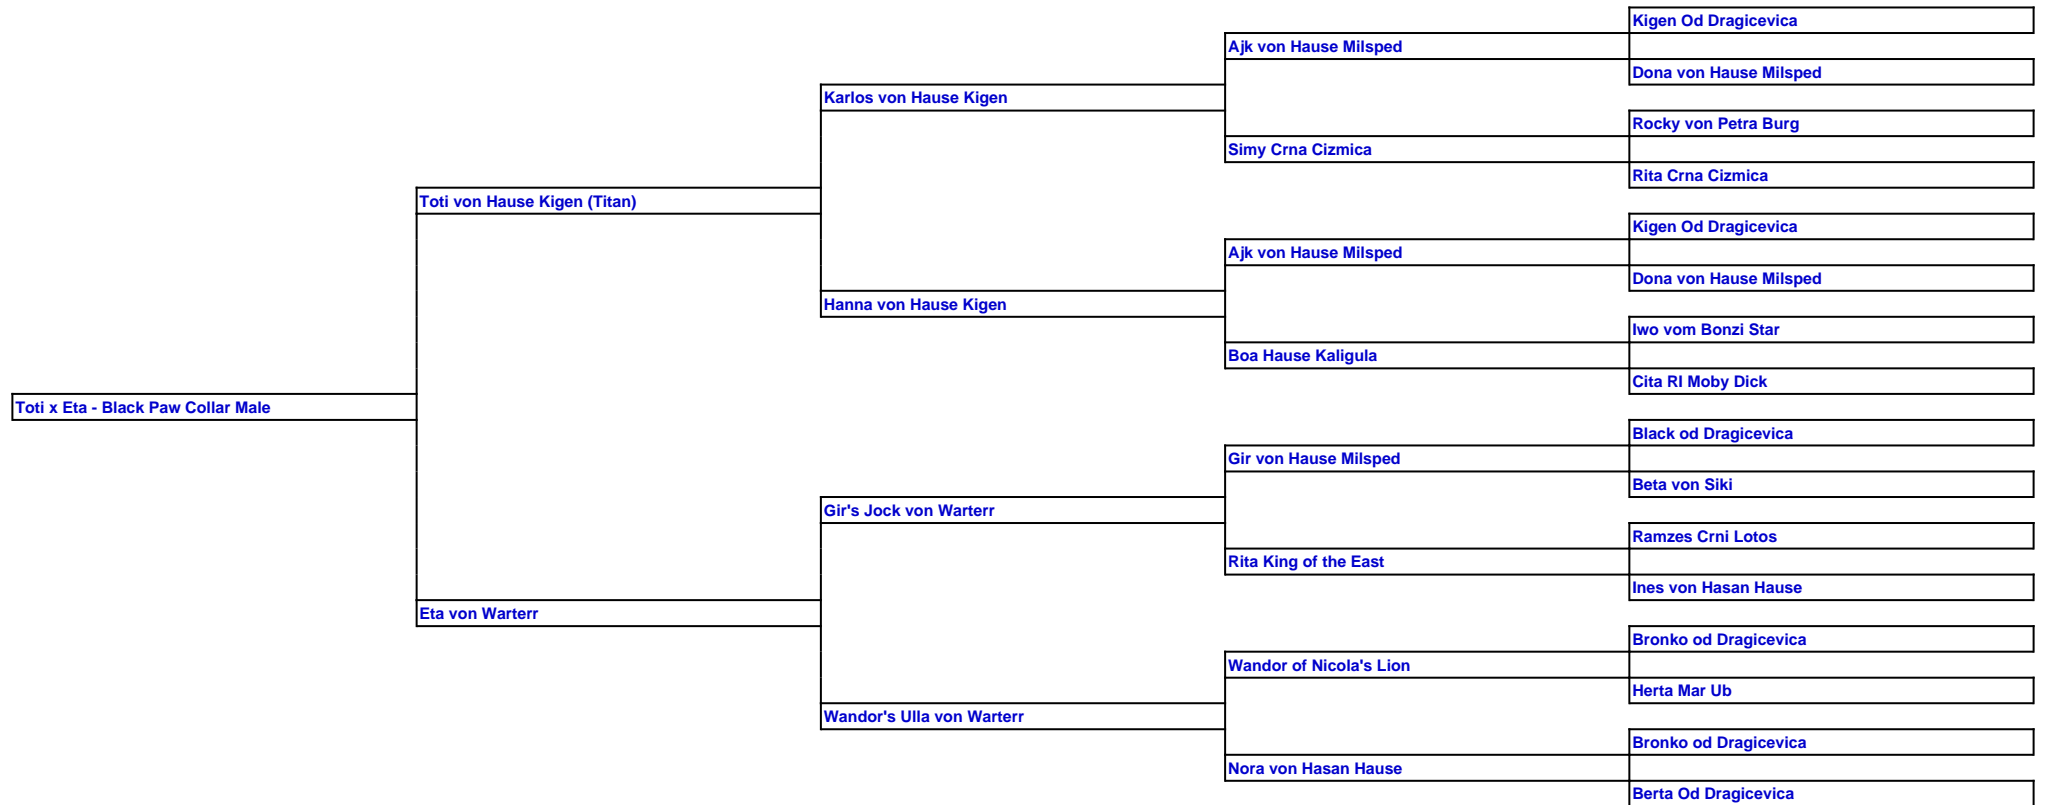 Kigen Od Dragicevica
Ajk von Hause Milsped
Dona von Hause Milsped
Karlos von Hause Kigen
Rocky von Petra Burg
Simy Crna Cizmica
Rita Crna Cizmica
Toti von Hause Kigen (Titan)
Kigen Od Dragicevica
Ajk von Hause Milsped
Dona von Hause Milsped
Hanna von Hause Kigen
Iwo vom Bonzi Star
Boa Hause Kaligula
Cita RI Moby Dick
Toti x Eta - Black Paw Collar Male
Black od Dragicevica
Gir von Hause Milsped
Beta von Siki
Gir's Jock von Warterr
Ramzes Crni Lotos
Rita King of the East
Ines von Hasan Hause
Eta von Warterr
Bronko od Dragicevica
Wandor of Nicola's Lion
Herta Mar Ub
Wandor's Ulla von Warterr
Bronko od Dragicevica
Nora von Hasan Hause
Berta Od Dragicevica